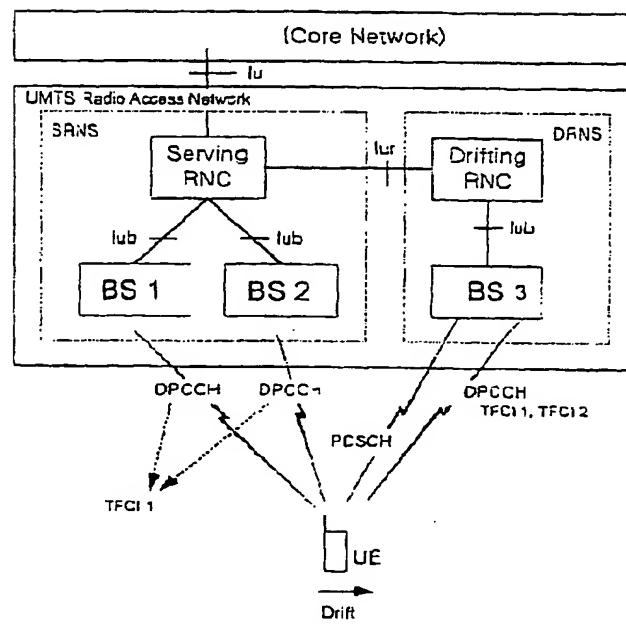 (Core Network)
Iu
UMTS Radio Access Network
SRNS
DRNS
Serving
RNC
Iur
Drifting
RNC
Iub
Iub
Iub
BS 1
BS 2
BS 3
DPCCH
DPCCH
DPCCH
TFCI 1, TFCI 2
PDSCH
TFCI 1
UE
Drift